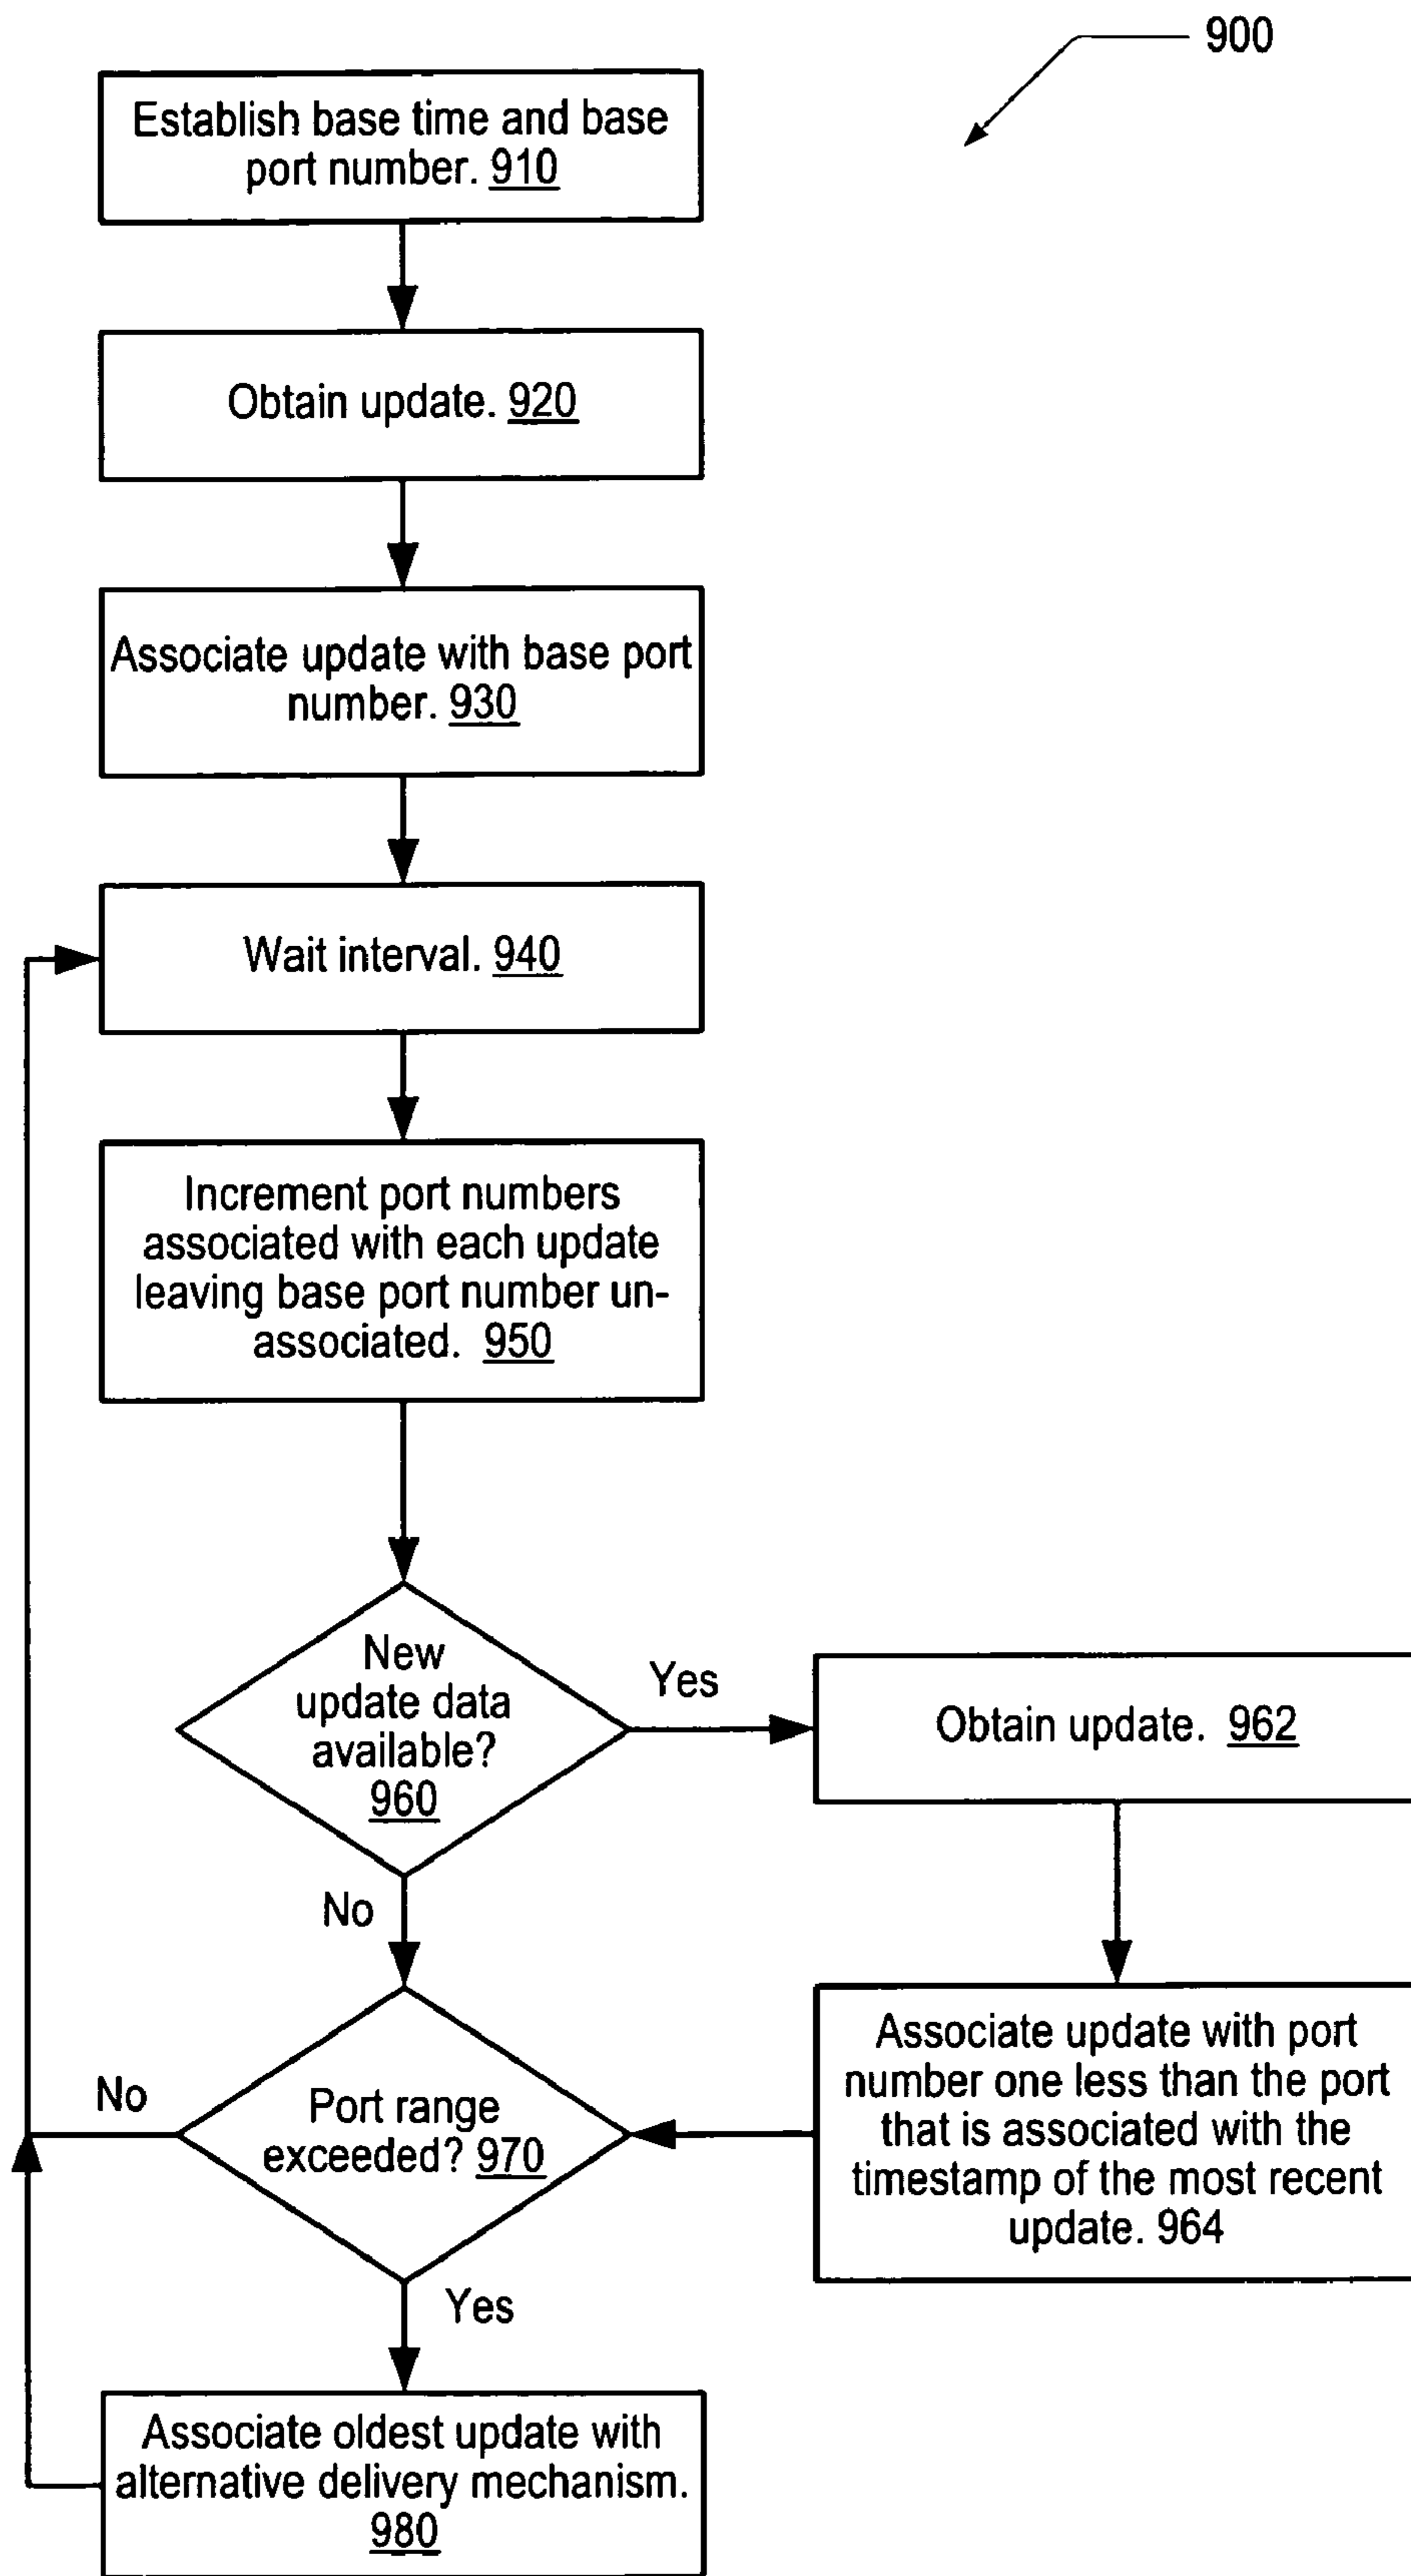 900
Establish base time and base
port number. 910
Obtain update. 920
Associate update with base port
number. 930
Wait interval. 940
Increment port numbers
associated with each update
leaving base port number un-
associated. 950
New
update data
available?
960
Yes
No
Obtain update. 962
Associate update with port
number one less than the port
that is associated with the
timestamp of the most recent
update. 964
Port range
exceeded? 970
No
Yes
Associate oldest update with
alternative delivery mechanism.
980